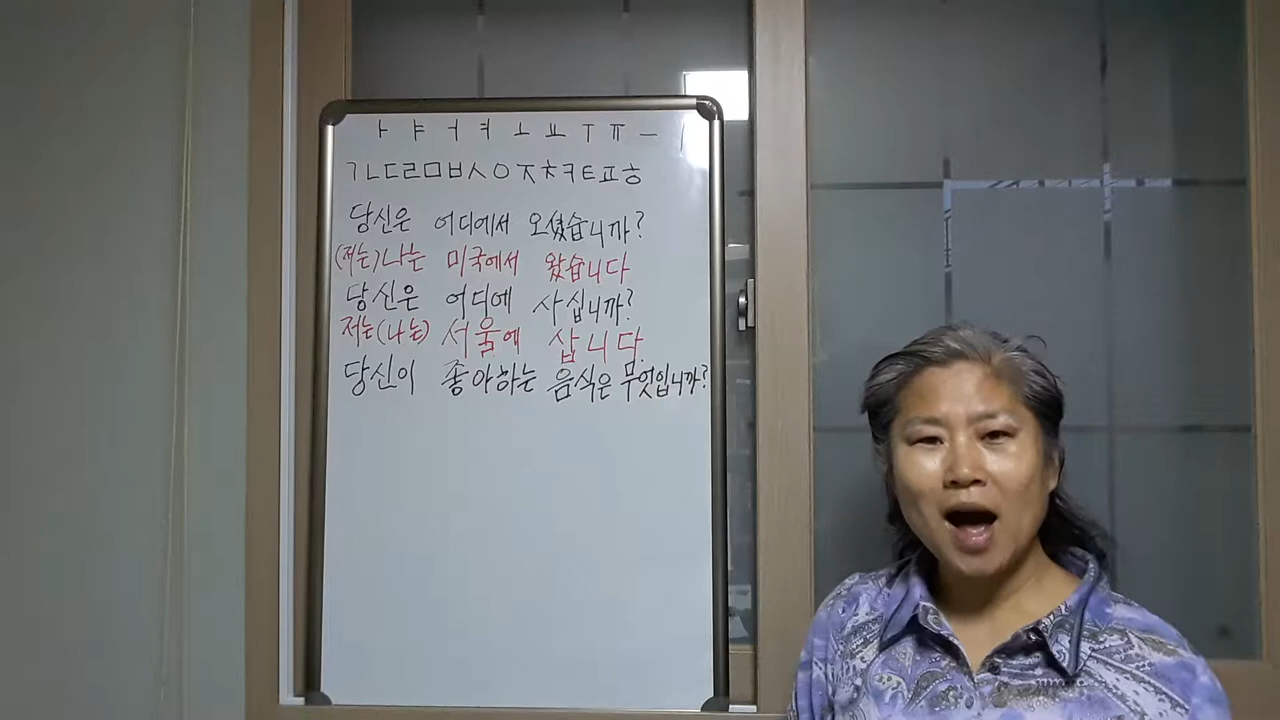 ㅏ ㅑ ㅓ ㅕ ㅗ ㅛ ㅜ ㅠ ㅡ ㅣ
ㄱㄴㄷㄹㅁㅂㅅㅇㅈㅊㅋㅌㅍㅎ
당신은 어디에서 오셨습니까?
(저는)나는 미국에서 왔습니다
당신은 어디에 사십니까?
저는(나는) 서울에 삽니다.
당신이 좋아하는 음식은 무엇입니까?